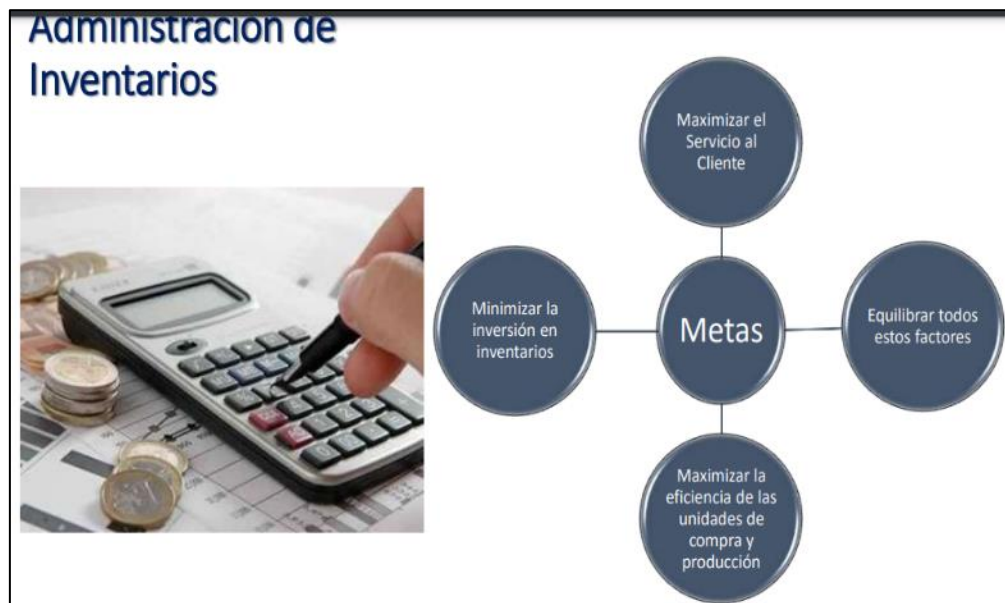 Administración de
Inventarios
Maximizar el
Servicio al
Cliente
Minimizar la
inversión en
inventarios
Metas
Equilibrar todos
estos factores
Maximizar la
eficiencia de las
unidades de
compra y
producción